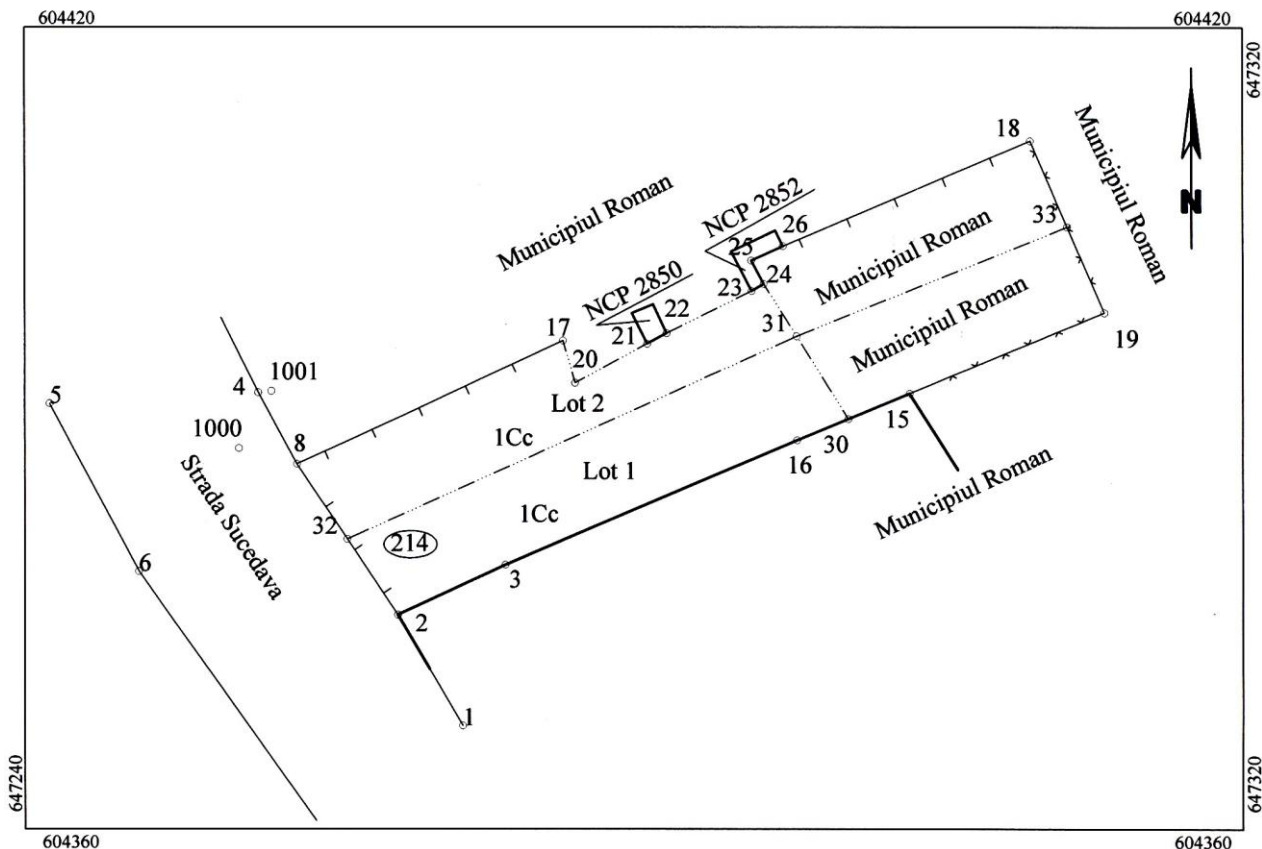 604420
604420
647320
18
Municipiul Roman
NCP 2852
Municipiul Roman
26
25
33
Municipiul Roman
N
NCP 2850
24
23
22
31
Municipiul Roman
19
17
21
20
1001
4
5
Lot 2
15
1000
8
1Cc
16
30
Lot 1
Strada Sucedava
Municipiul Roman
32
214
1Cc
6
3
2
1
647240
647320
604360
604360